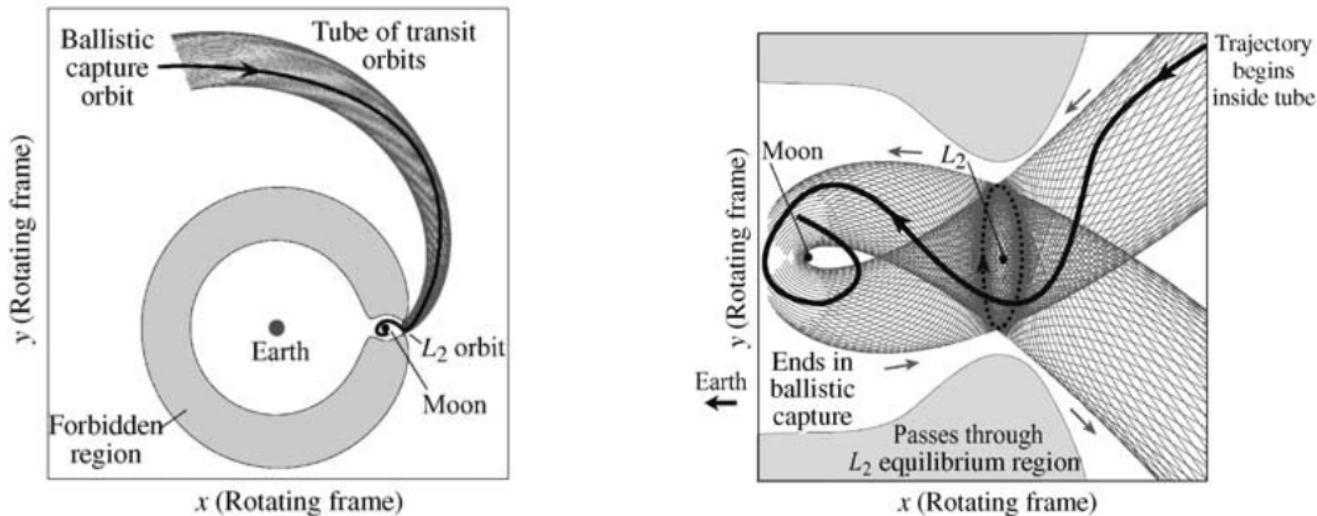 Ballistic
capture
orbit
Tube of transit
orbits
Earth
L₂ orbit
Moon
Forbidden
region
y (Rotating frame)
x (Rotating frame)
Trajectory
begins
inside tube
Moon
L₂
y (Rotating frame)
Earth
Ends in
ballistic
capture
Passes through
L₂ equilibrium region
x (Rotating frame)